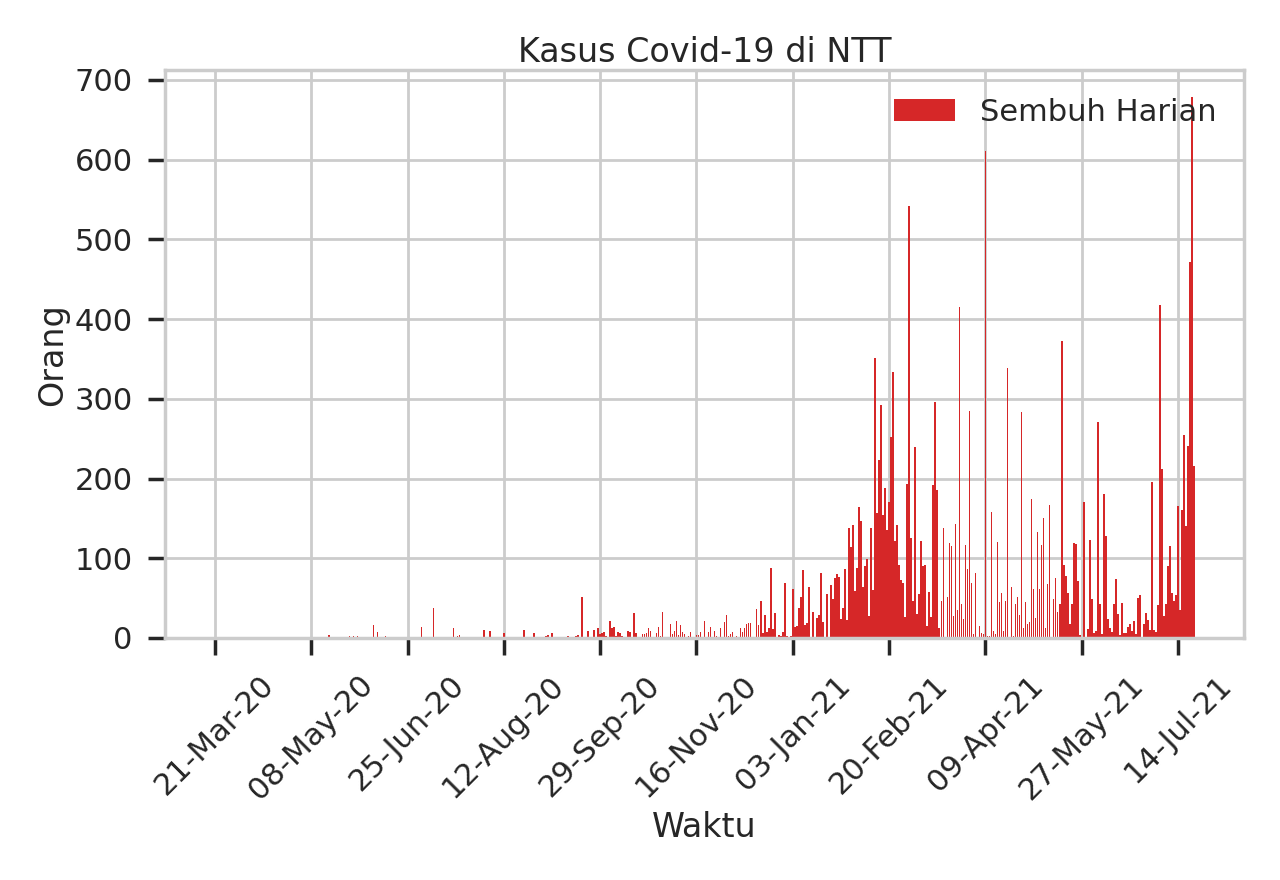 Kasus Covid-19 di NTT
Sembuh Harian
Orang
700
600
500
400
300
200
100
0
21-Mar-20
08-May-20
25-Jun-20
12-Aug-20
29-Sep-20
16-Nov-20
03-Jan-21
20-Feb-21
09-Apr-21
27-May-21
14-Jul-21
Waktu